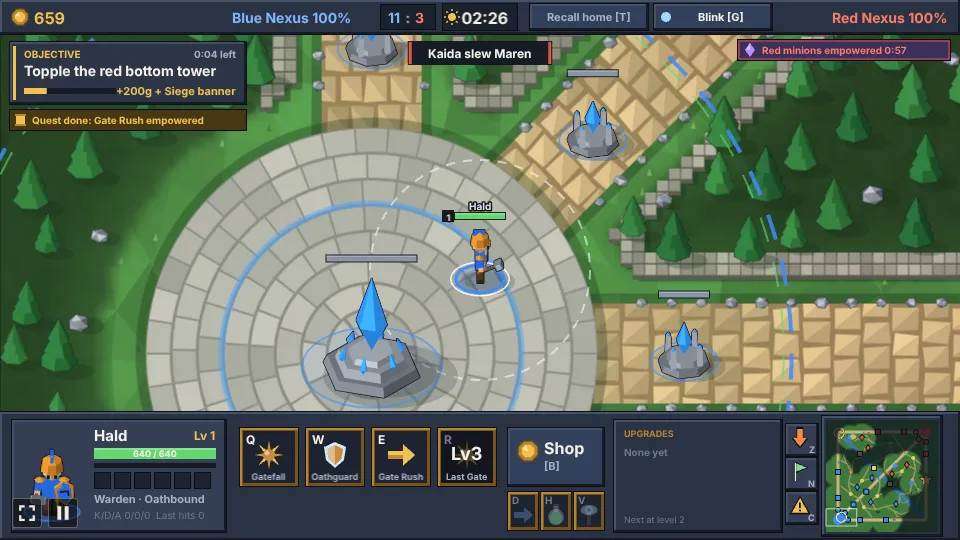 659
Blue Nexus 100%
11 : 3
02:26
Recall home [T]
Blink [G]
Red Nexus 100%
OBJECTIVE
0:04 left
Topple the red bottom tower
+200g + Siege banner
Quest done: Gate Rush empowered
Kaida slew Maren
Red minions empowered 0:57
Hald
1
Hald
Lv 1
640 / 640
Warden · Oathbound
K/D/A 0/0/0 Last hits 0
Q
Gatefall
W
Oathguard
E
Gate Rush
R
Lv3
Last Gate
Shop
[B]
D
H
V
UPGRADES
None yet
Next at level 2
Z
N
C